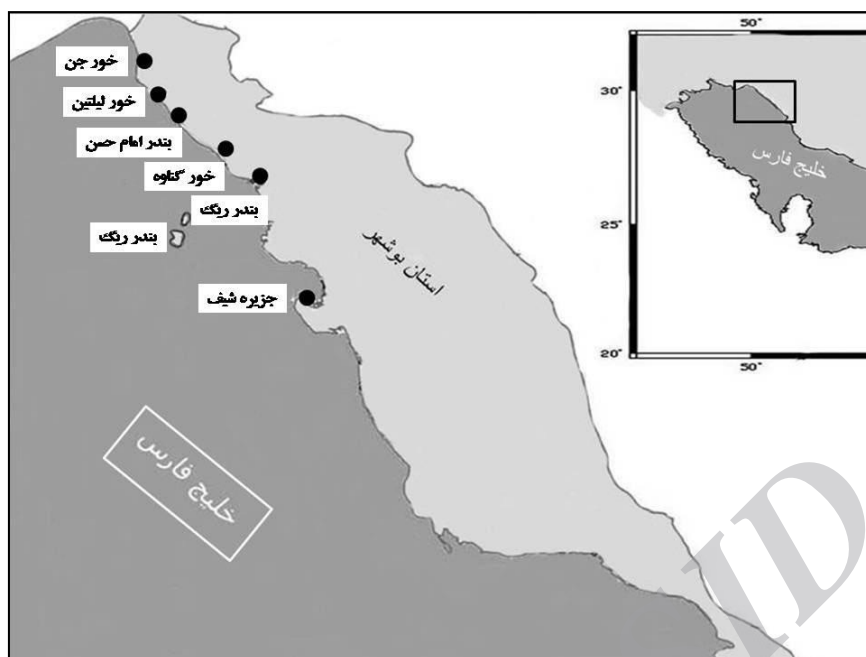 50°
خور جن
30°
خور لیلتین
بندر امام حسن
خلیج فارس
خور گناوه
بندر ریگ
25°
بندر ریگ
استان بوشهر
جزیره شیف
20°
50°
خلیج فارس
ID